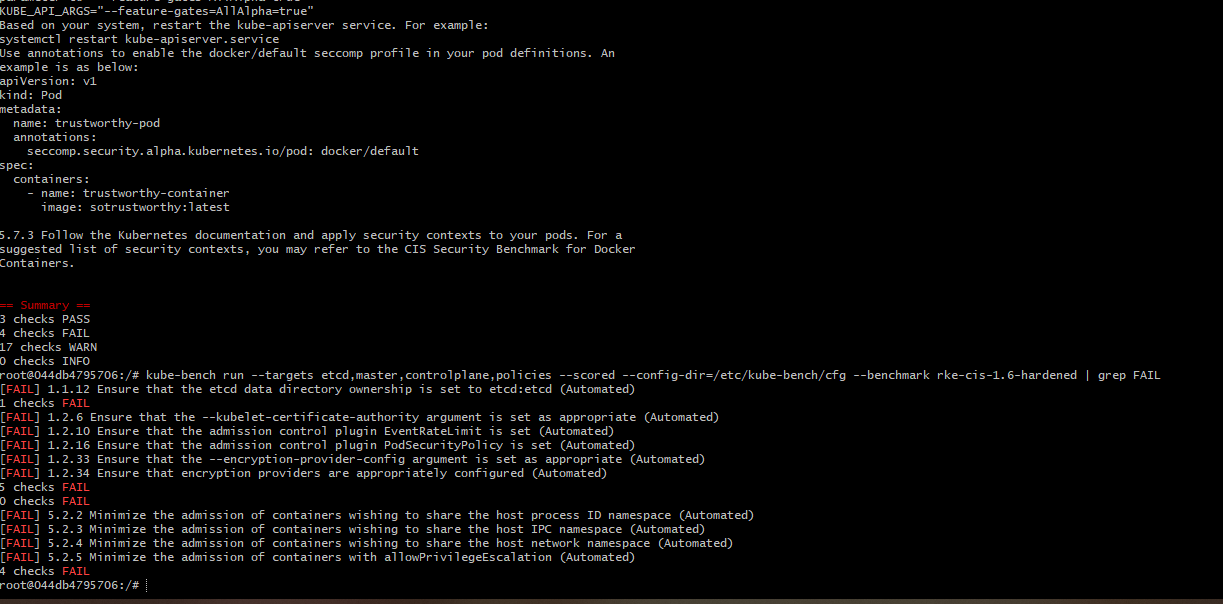 KUBE_API_ARGS="--feature-gates=AllAlpha=true"
Based on your system, restart the kube-apiserver service. For example:
systemctl restart kube-apiserver.service
Use annotations to enable the docker/default seccomp profile in your pod definitions. An
example is as below:
apiVersion: v1
kind: Pod
metadata:
  name: trustworthy-pod
  annotations:
    seccomp.security.alpha.kubernetes.io/pod: docker/default
spec:
  containers:
    - name: trustworthy-container
      image: sotrustworthy:latest

5.7.3 Follow the Kubernetes documentation and apply security contexts to your pods. For a
suggested list of security contexts, you may refer to the CIS Security Benchmark for Docker
Containers.

== Summary ==
3 checks PASS
4 checks FAIL
17 checks WARN
0 checks INFO
root@044db4795706:/# kube-bench run --targets etcd,master,controlplane,policies --scored --config-dir=/etc/kube-bench/cfg --benchmark rke-cis-1.6-hardened | grep FAIL
[FAIL] 1.1.12 Ensure that the etcd data directory ownership is set to etcd:etcd (Automated)
1 checks FAIL
[FAIL] 1.2.6 Ensure that the --kubelet-certificate-authority argument is set as appropriate (Automated)
[FAIL] 1.2.10 Ensure that the admission control plugin EventRateLimit is set (Automated)
[FAIL] 1.2.16 Ensure that the admission control plugin PodSecurityPolicy is set (Automated)
[FAIL] 1.2.33 Ensure that the --encryption-provider-config argument is set as appropriate (Automated)
[FAIL] 1.2.34 Ensure that encryption providers are appropriately configured (Automated)
5 checks FAIL
0 checks FAIL
[FAIL] 5.2.2 Minimize the admission of containers wishing to share the host process ID namespace (Automated)
[FAIL] 5.2.3 Minimize the admission of containers wishing to share the host IPC namespace (Automated)
[FAIL] 5.2.4 Minimize the admission of containers wishing to share the host network namespace (Automated)
[FAIL] 5.2.5 Minimize the admission of containers with allowPrivilegeEscalation (Automated)
4 checks FAIL
root@044db4795706:/#